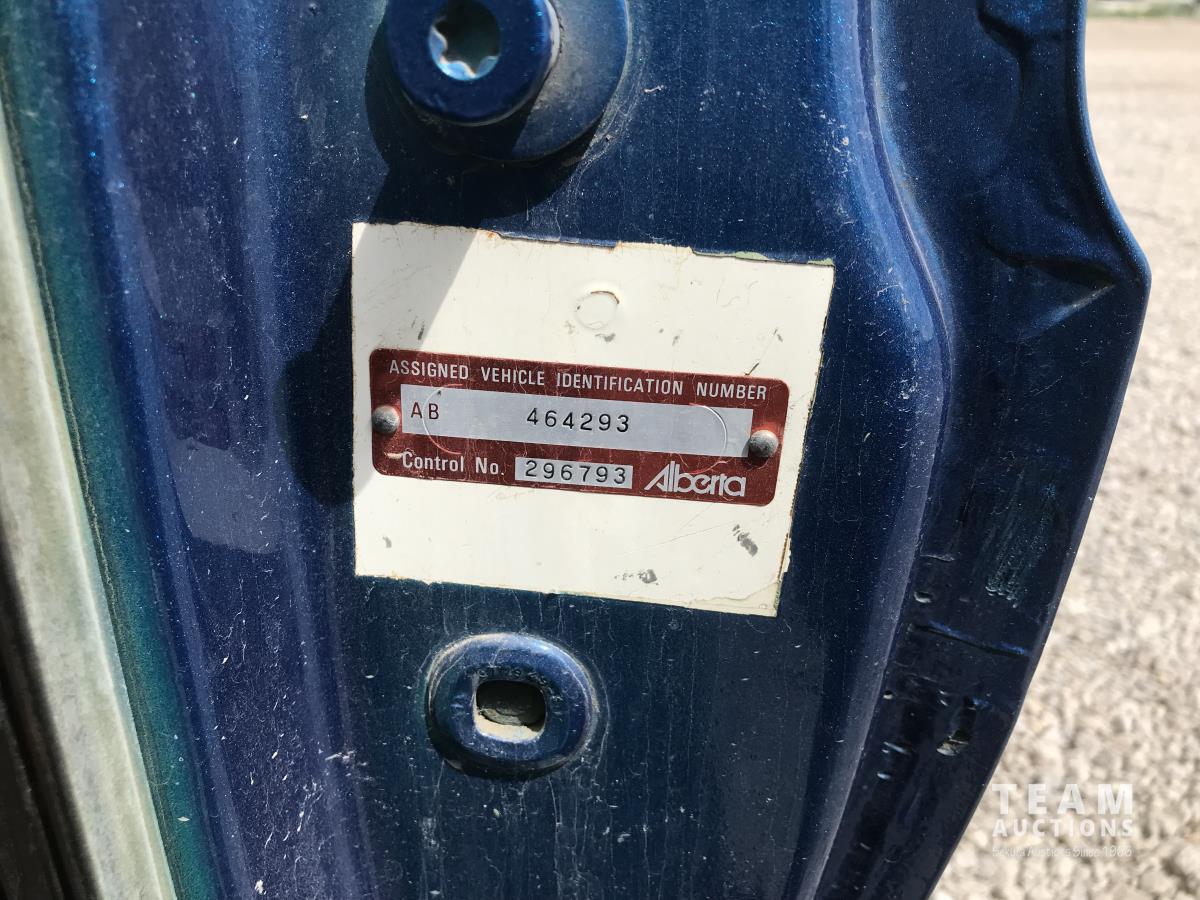 ASSIGNED VEHICLE IDENTIFICATION NUMBER
AB 464293
Control No. 296793 Alberta
TEAM
AUCTIONS